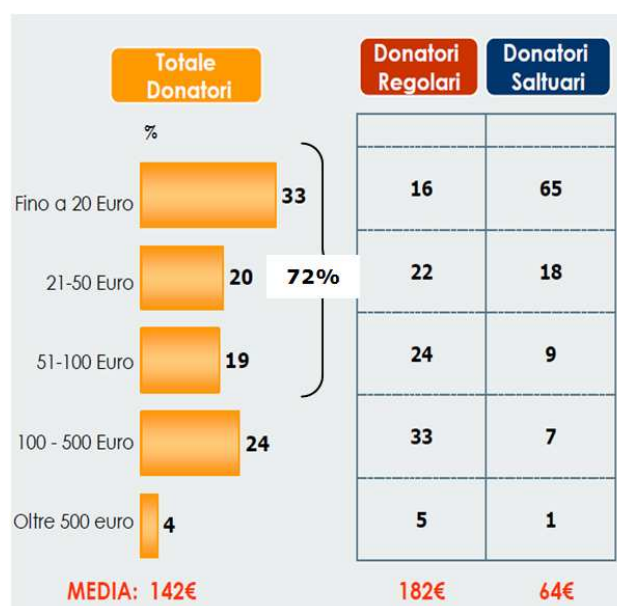 Totale
Donatori
Donatori
Regolari
Donatori
Saltuari
%
Fino a 20 Euro 33 16 65
21-50 Euro 20 72% 22 18
51-100 Euro 19 24 9
100 - 500 Euro 24 33 7
Oltre 500 euro 4 5 1
MEDIA: 142€ 182€ 64€